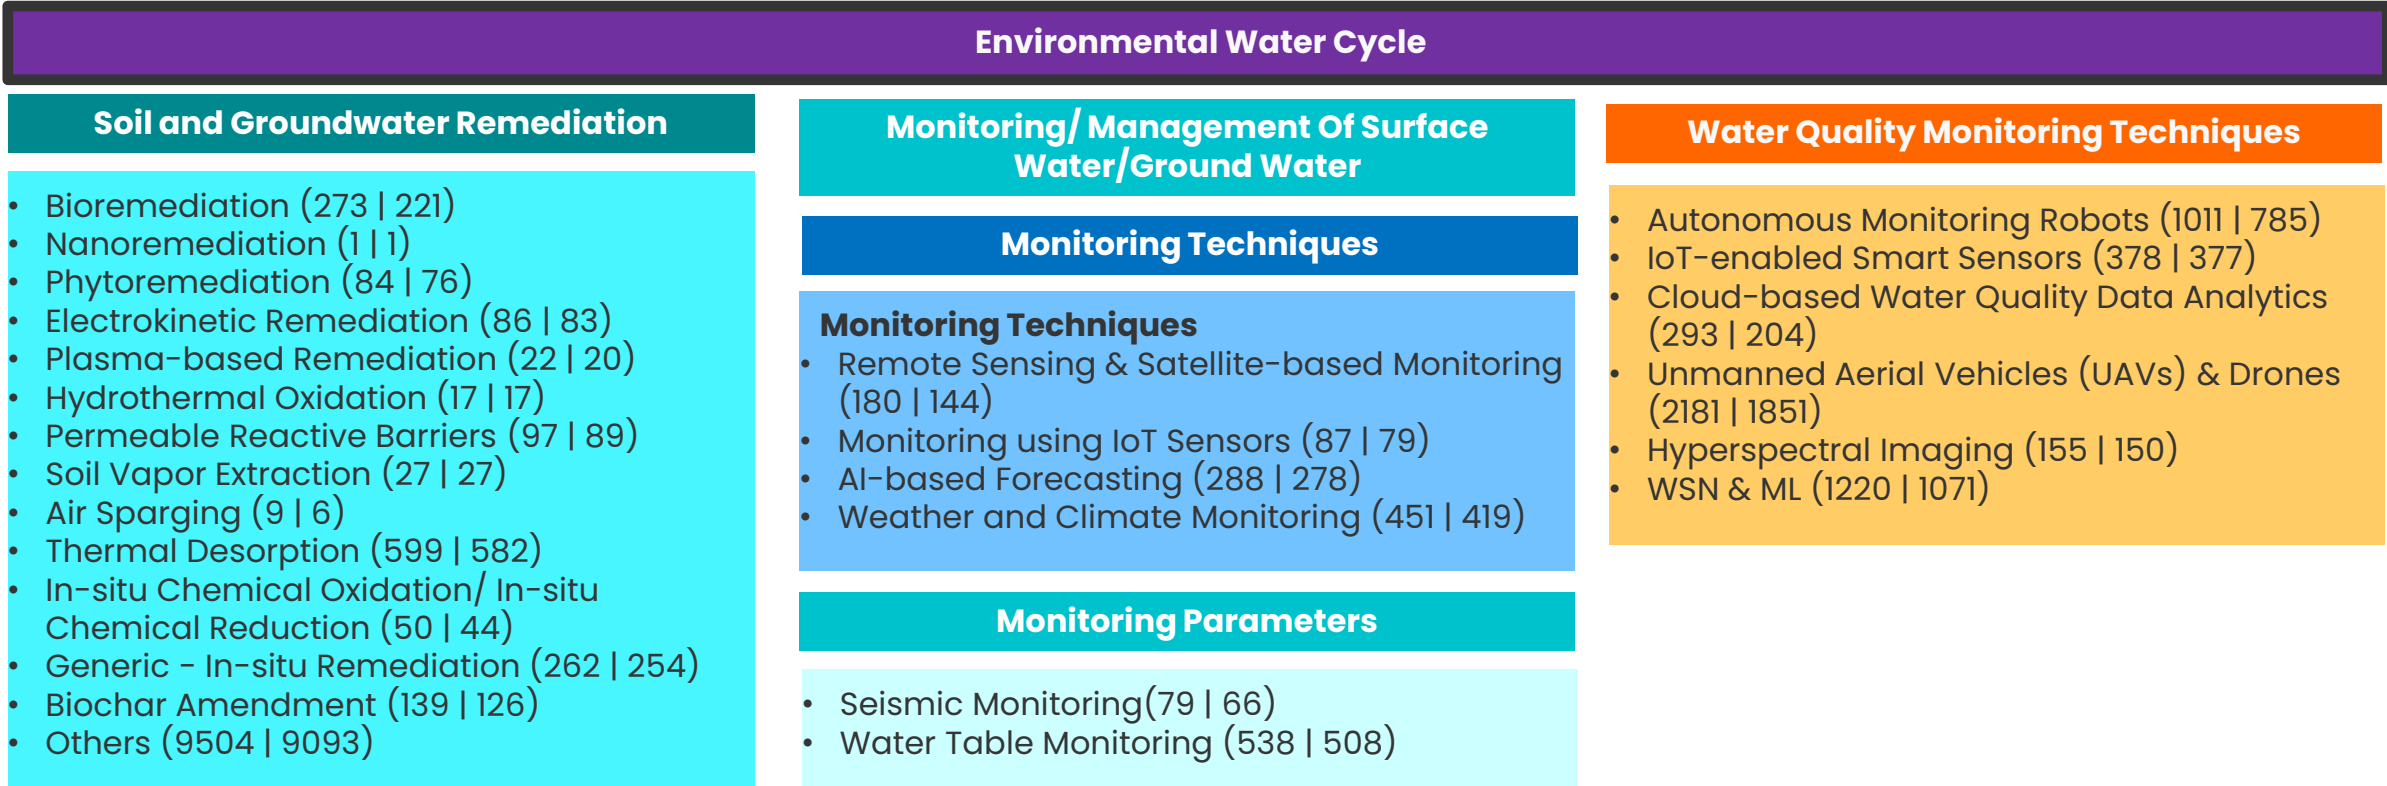 Environmental Water Cycle
Soil and Groundwater Remediation
• Bioremediation (273 | 221)
• Nanoremediation (1 | 1)
• Phytoremediation (84 | 76)
• Electrokinetic Remediation (86 | 83)
• Plasma-based Remediation (22 | 20)
• Hydrothermal Oxidation (17 | 17)
• Permeable Reactive Barriers (97 | 89)
• Soil Vapor Extraction (27 | 27)
• Air Sparging (9 | 6)
• Thermal Desorption (599 | 582)
• In-situ Chemical Oxidation/ In-situ
Chemical Reduction (50 | 44)
• Generic - In-situ Remediation (262 | 254)
• Biochar Amendment (139 | 126)
• Others (9504 | 9093)
Monitoring/ Management Of Surface
Water/Ground Water
Monitoring Techniques
Monitoring Techniques
• Remote Sensing & Satellite-based Monitoring
(180 | 144)
• Monitoring using IoT Sensors (87 | 79)
• AI-based Forecasting (288 | 278)
• Weather and Climate Monitoring (451 | 419)
Monitoring Parameters
• Seismic Monitoring(79 | 66)
• Water Table Monitoring (538 | 508)
Water Quality Monitoring Techniques
• Autonomous Monitoring Robots (1011 | 785)
• IoT-enabled Smart Sensors (378 | 377)
• Cloud-based Water Quality Data Analytics
(293 | 204)
• Unmanned Aerial Vehicles (UAVs) & Drones
(2181 | 1851)
• Hyperspectral Imaging (155 | 150)
• WSN & ML (1220 | 1071)